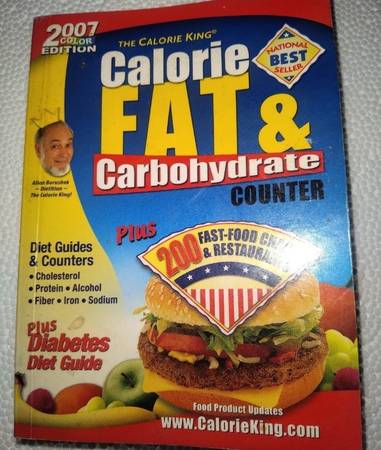 2007
COLOR
EDITION
THE CALORIE KING®
Calorie
FAT &
Carbohydrate
COUNTER
NATIONAL
BEST
SELLER
Allan Borushek
– Dietitian –
The Calorie King!
Plus
200 FAST-FOOD
& RESTAURANTS
Diet Guides
& Counters
• Cholesterol
• Protein • Alcohol
• Fiber • Iron • Sodium
Plus
Diabetes
Diet Guide
Food Product Updates
www.CalorieKing.com